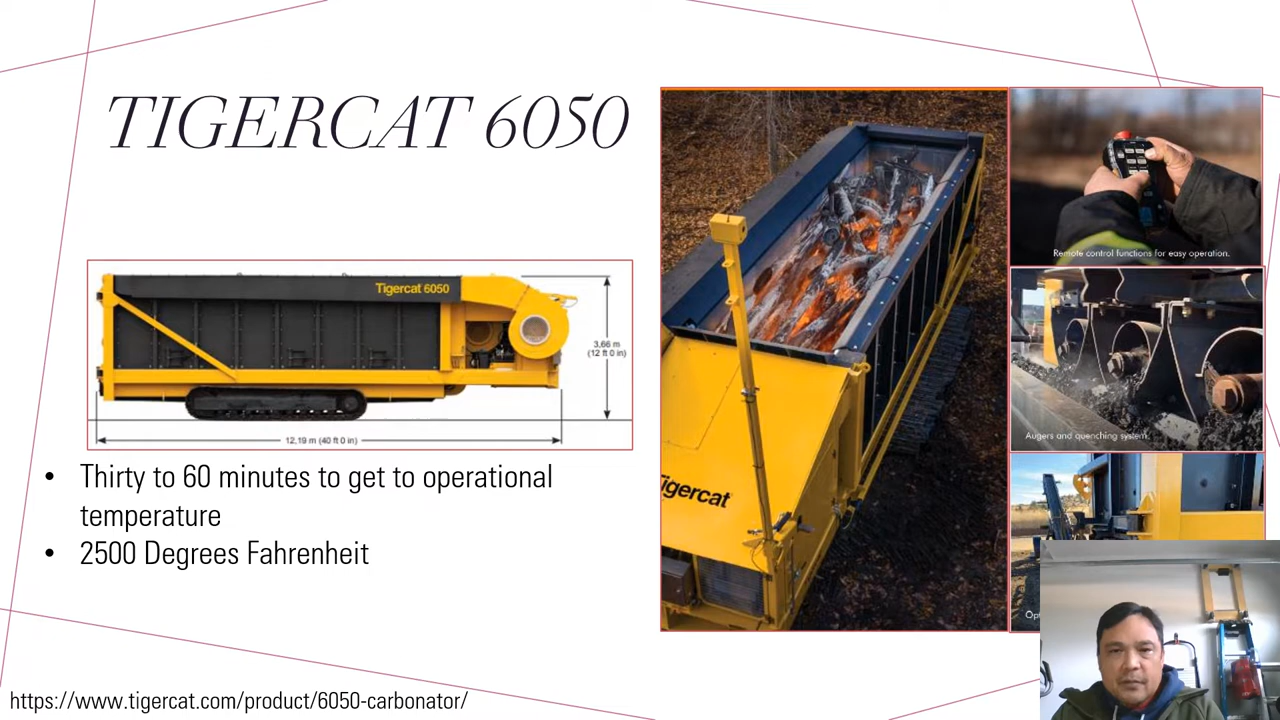 TIGERCAT 6050
Tigercat 6050
3,66 m
(12 ft 0 in)
12,19 m (40 ft 0 in)
• Thirty to 60 minutes to get to operational
temperature
• 2500 Degrees Fahrenheit
https://www.tigercat.com/product/6050-carbonator/
igercat
Remote control functions for easy operation.
Augers and quenching system.
Op